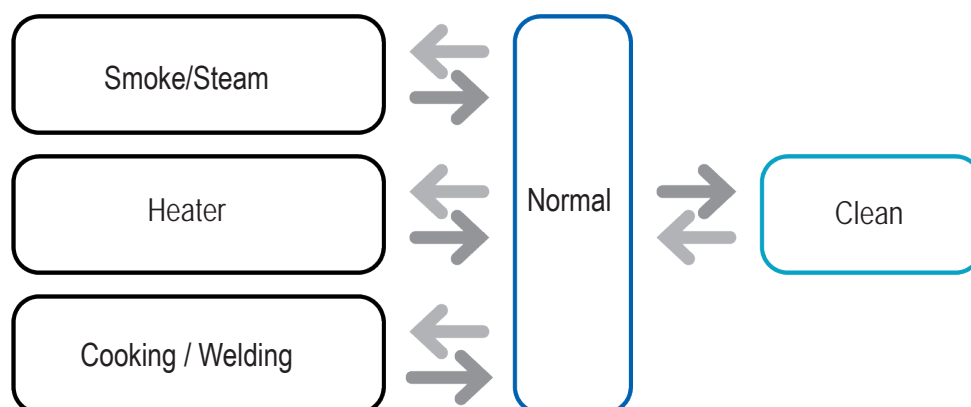 Smoke/Steam
Heater
Cooking / Welding
Normal
Clean